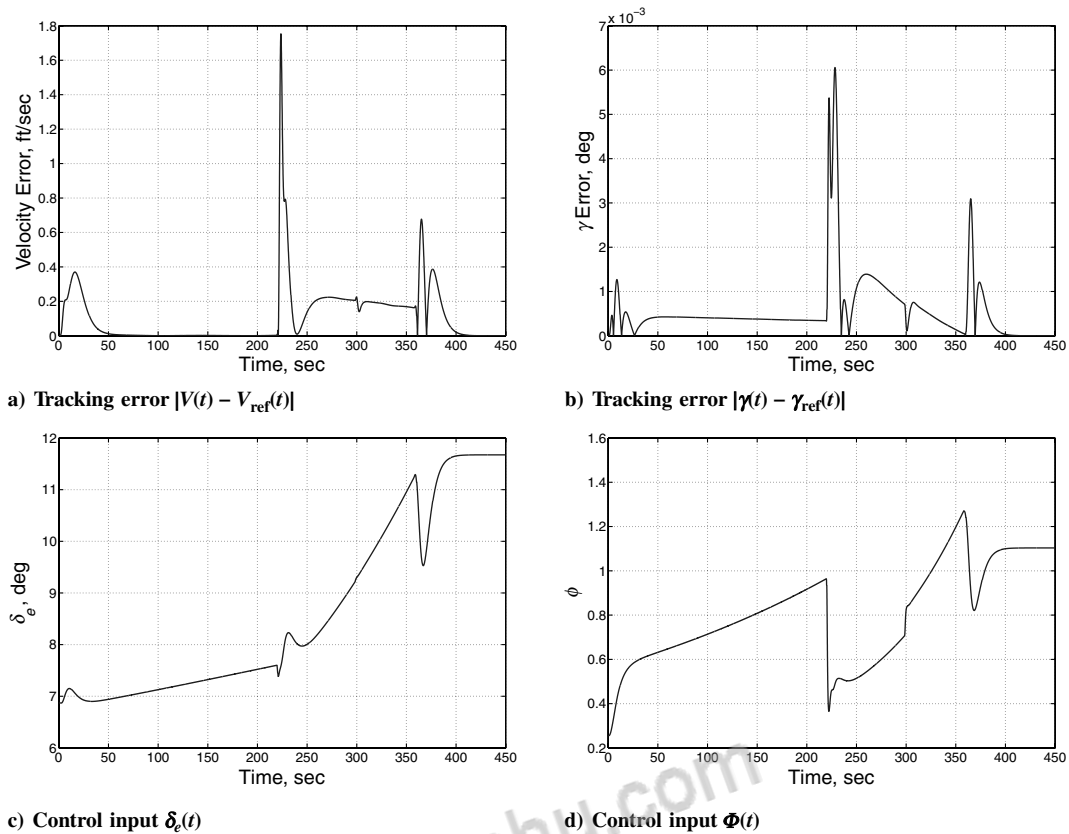 1.8
1.6
1.4
1.2
1
0.8
0.6
0.4
0.2
0
Velocity Error, ft/sec
0 50 100 150 200 250 300 350 400 450
Time, sec
a) Tracking error |V(t) – Vref(t)|
7 x 10⁻³
6
5
4
3
2
1
0
γ Error, deg
0 50 100 150 200 250 300 350 400 450
Time, sec
b) Tracking error |γ(t) – γref(t)|
12
11
10
9
8
7
6
δe, deg
0 50 100 150 200 250 300 350 400 450
Time, sec
c) Control input δe(t)
1.6
1.4
1.2
1
0.8
0.6
0.4
0.2
ϕ
0 50 100 150 200 250 300 350 400 450
Time, sec
d) Control input Φ(t)